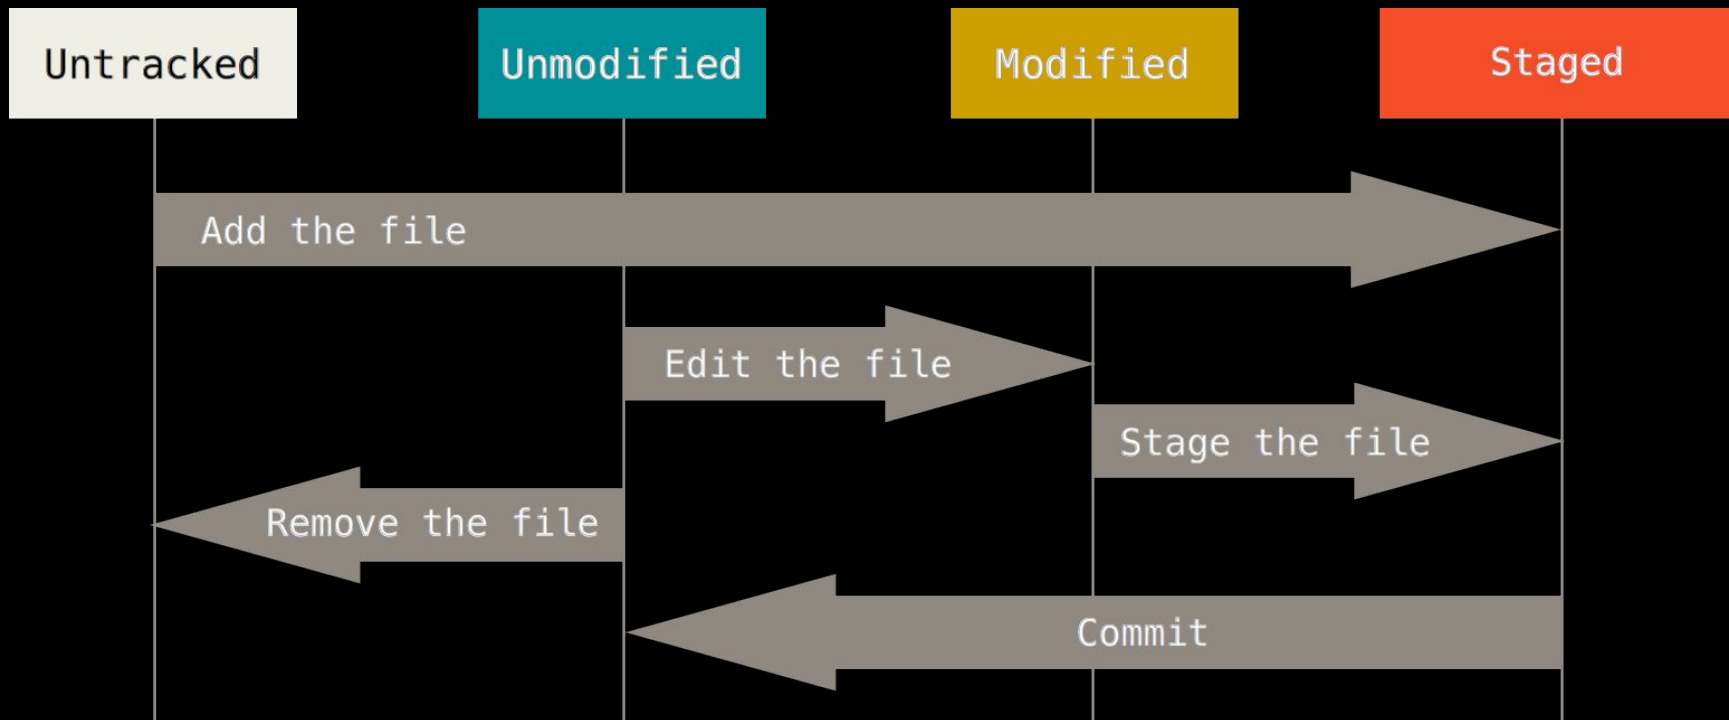 Untracked
Unmodified
Modified
Staged
Add the file
Edit the file
Stage the file
Remove the file
Commit